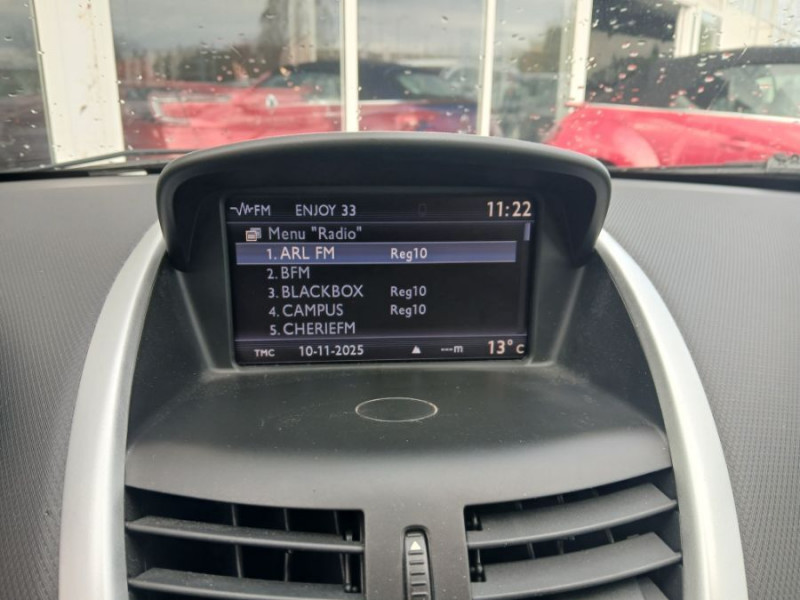 FM ENJOY 33 11:22
Menu "Radio"
1. ARL FM Reg10
2. BFM
3. BLACKBOX Reg10
4. CAMPUS Reg10
5. CHERIEFM
TMC 10-11-2025 ---m 13°C